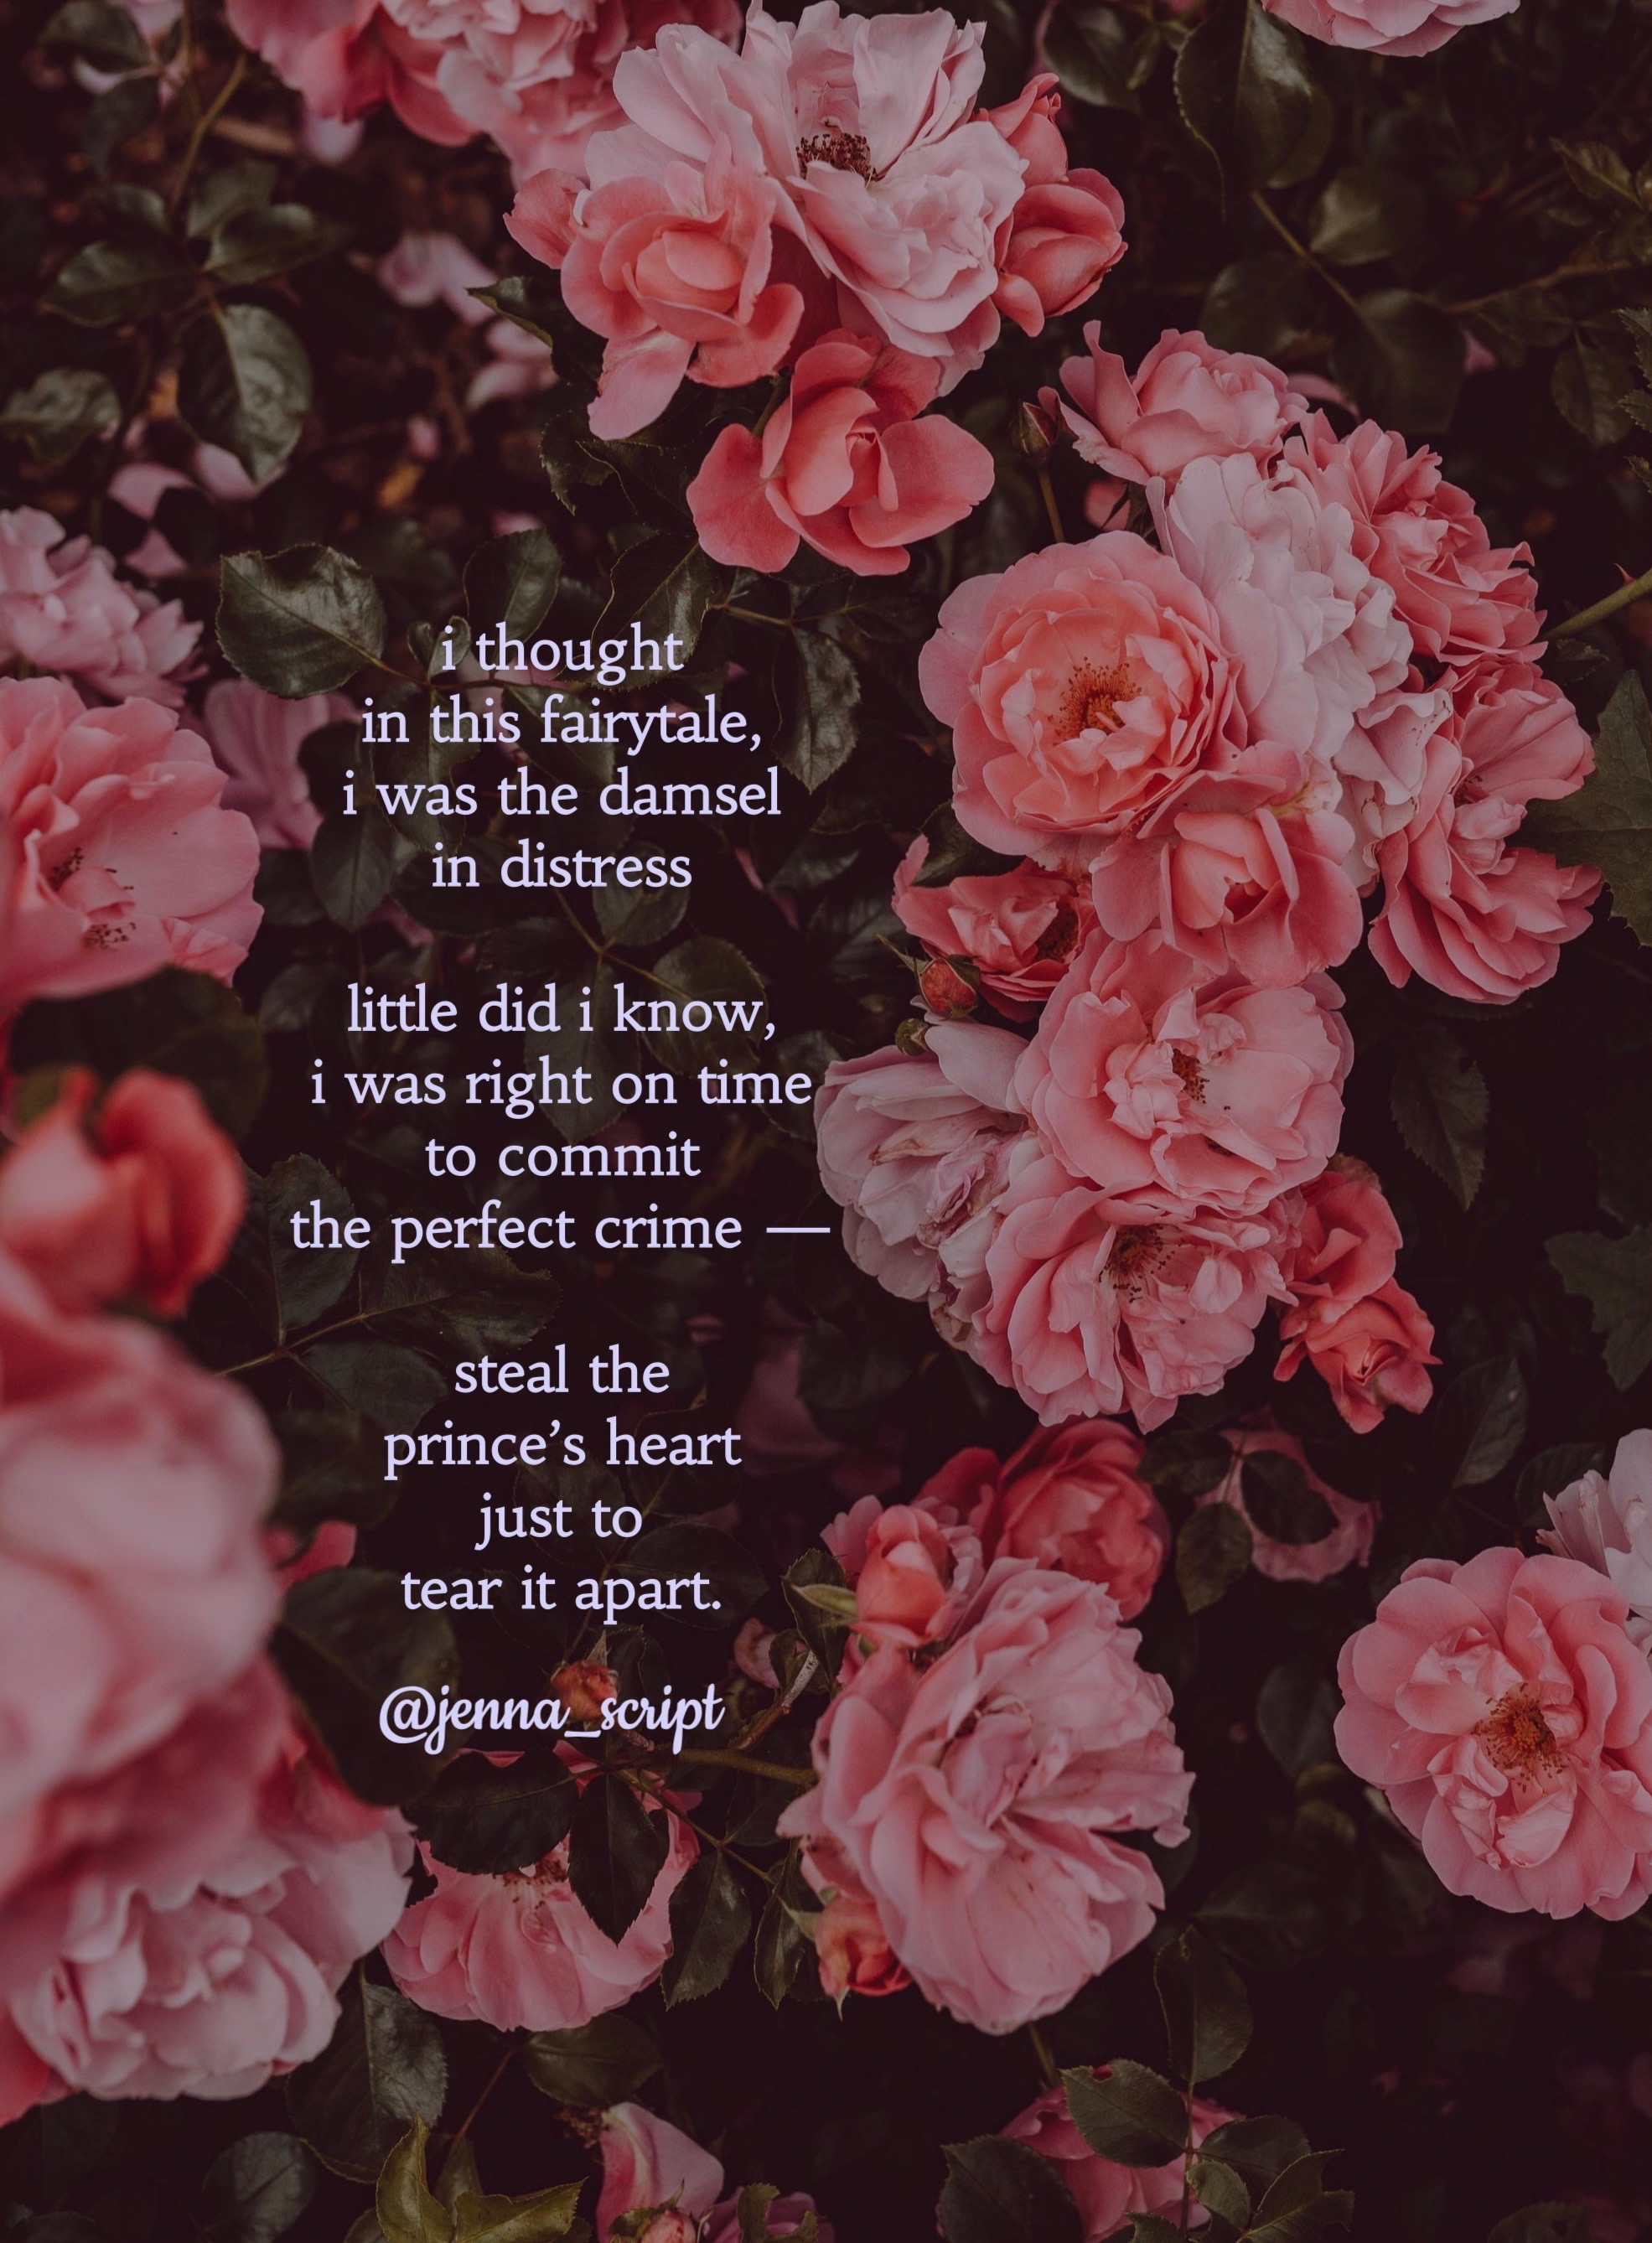 i thought
in this fairytale,
i was the damsel
in distress
little did i know,
i was right on time
to commit
the perfect crime —
steal the
prince’s heart
just to
tear it apart.
@jenna_script